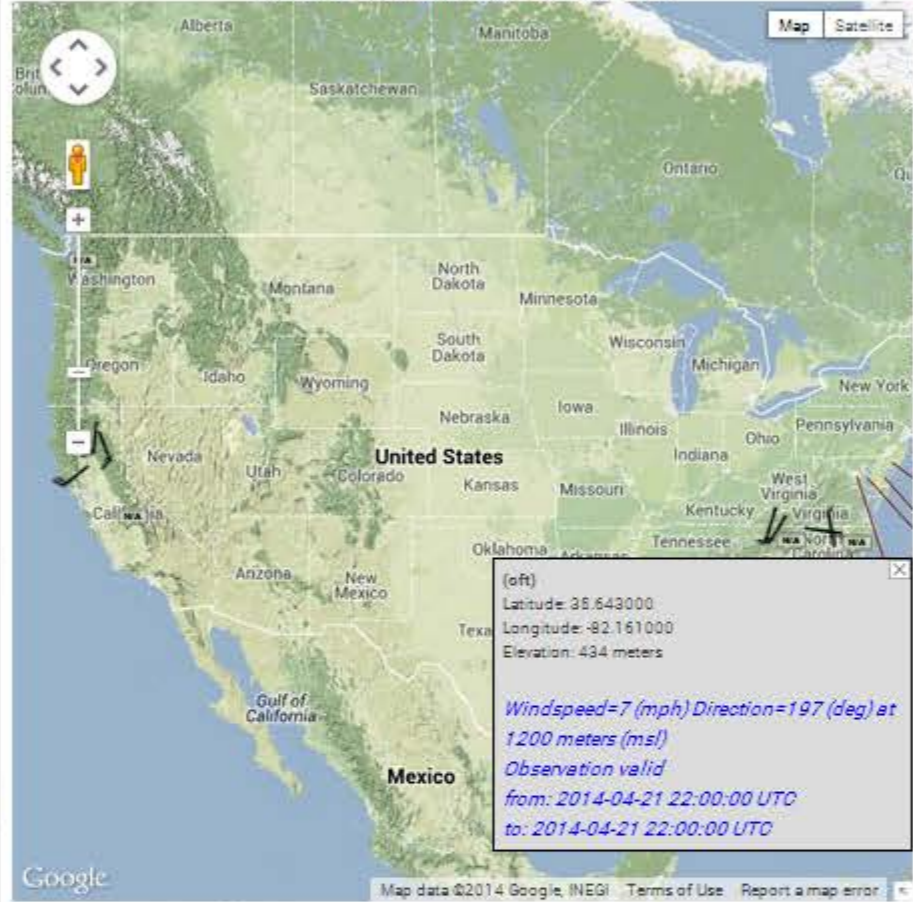 Map Satellite
Alberta
Manitoba
Saskatchewan
Ontario
N/A
Washington
Montana
North
Dakota
Minnesota
Oregon
Idaho
South
Dakota
Wisconsin
Michigan
Wyoming
New York
Nebraska
Iowa
Illinois
Ohio
Pennsylvania
Nevada
Utah
United States
Colorado
Indiana
Kansas
Missouri
West
Virginia
Kentucky
Virginia
N/A
Tennessee
N/A
N/A
Oklahoma
Arizona
New
Mexico
(oft)
Latitude: 35.643000
Longitude: -82.161000
Elevation: 434 meters
Windspeed=7 (mph) Direction=197 (deg) at
1200 meters (msl)
Observation valid
from: 2014-04-21 22:00:00 UTC
to: 2014-04-21 22:00:00 UTC
Gulf of
California
Mexico
Google
Map data ©2014 Google, INEGI Terms of Use Report a map error